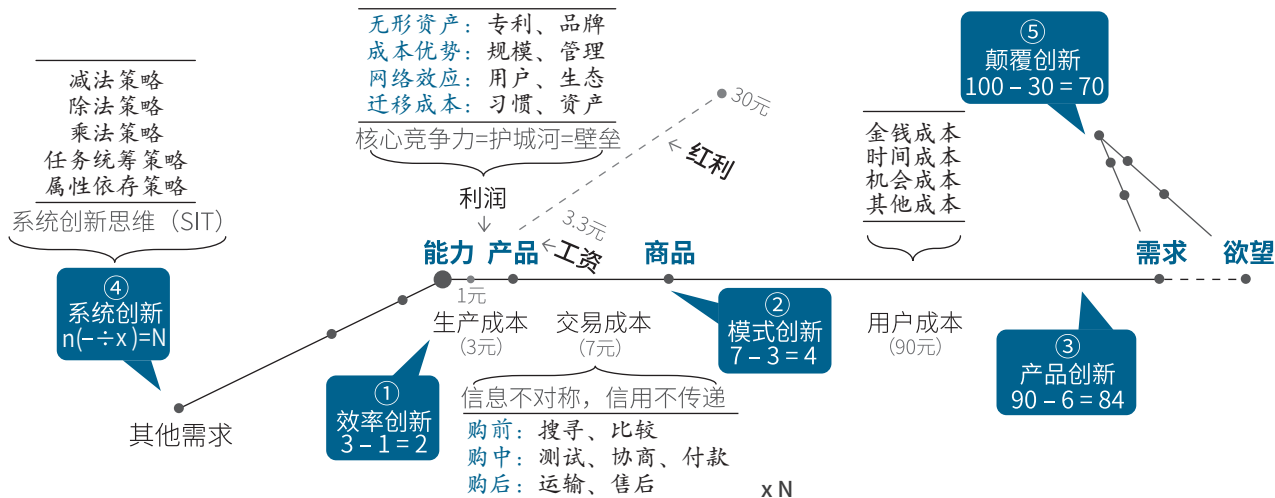 减法策略
除法策略
乘法策略
任务统筹策略
属性依存策略
系统创新思维（SIT）
④
系统创新
n(–÷x)=N
其他需求
无形资产：专利、品牌
成本优势：规模、管理
网络效应：用户、生态
迁移成本：习惯、资产
核心竞争力=护城河=壁垒
利润
30元
红利
3.3元
工资
能力
产品
商品
需求
欲望
1元
生产成本
(3元)
交易成本
(7元)
用户成本
(90元)
①
效率创新
3 – 1 = 2
信息不对称，信用不传递
购前：搜寻、比较
购中：测试、协商、付款
购后：运输、售后
x N
②
模式创新
7 – 3 = 4
金钱成本
时间成本
机会成本
其他成本
③
产品创新
90 – 6 = 84
⑤
颠覆创新
100 – 30 = 70